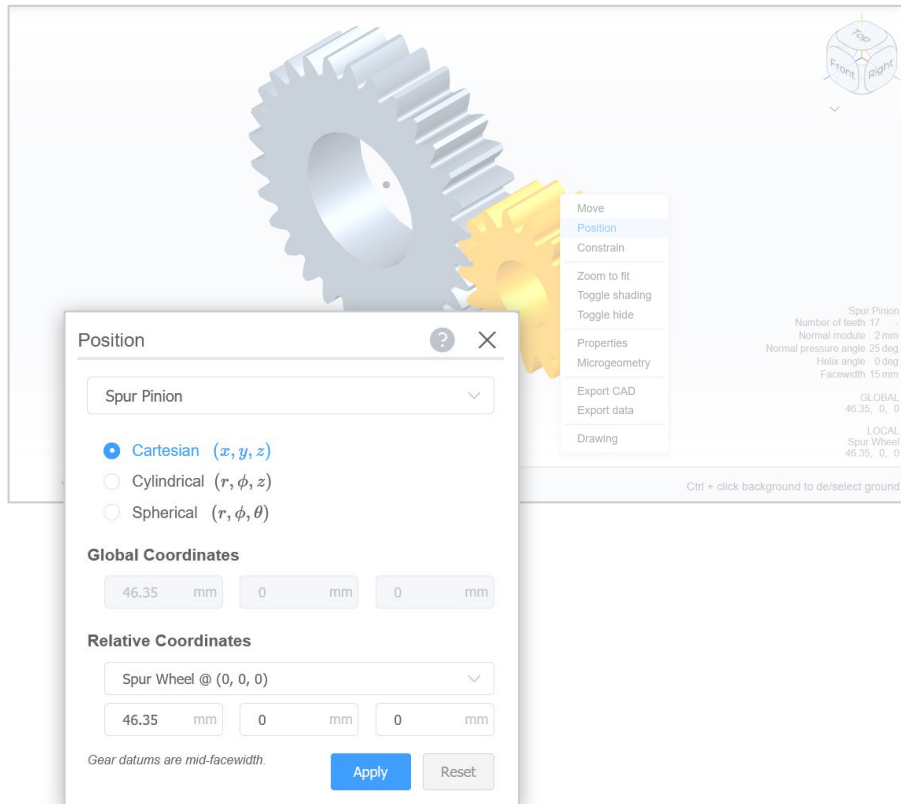 Top
Front
Right
Move
Position
Constrain
Zoom to fit
Toggle shading
Toggle hide
Properties
Microgeometry
Export CAD
Export data
Drawing
Spur Pinion
Number of teeth 17 -
Normal module 2 mm
Normal pressure angle 25 deg
Helix angle 0 deg
Facewidth 15 mm
GLOBAL
46.35, 0, 0
LOCAL
Spur Wheel
46.35, 0, 0
Ctrl + click background to de/select ground
Position ?
Spur Pinion
Cartesian (x, y, z)
Cylindrical (r, ϕ, z)
Spherical (r, ϕ, θ)
Global Coordinates
46.35 mm 0 mm 0 mm
Relative Coordinates
Spur Wheel @ (0, 0, 0)
46.35 mm 0 mm 0 mm
Gear datums are mid-facewidth.
Apply Reset